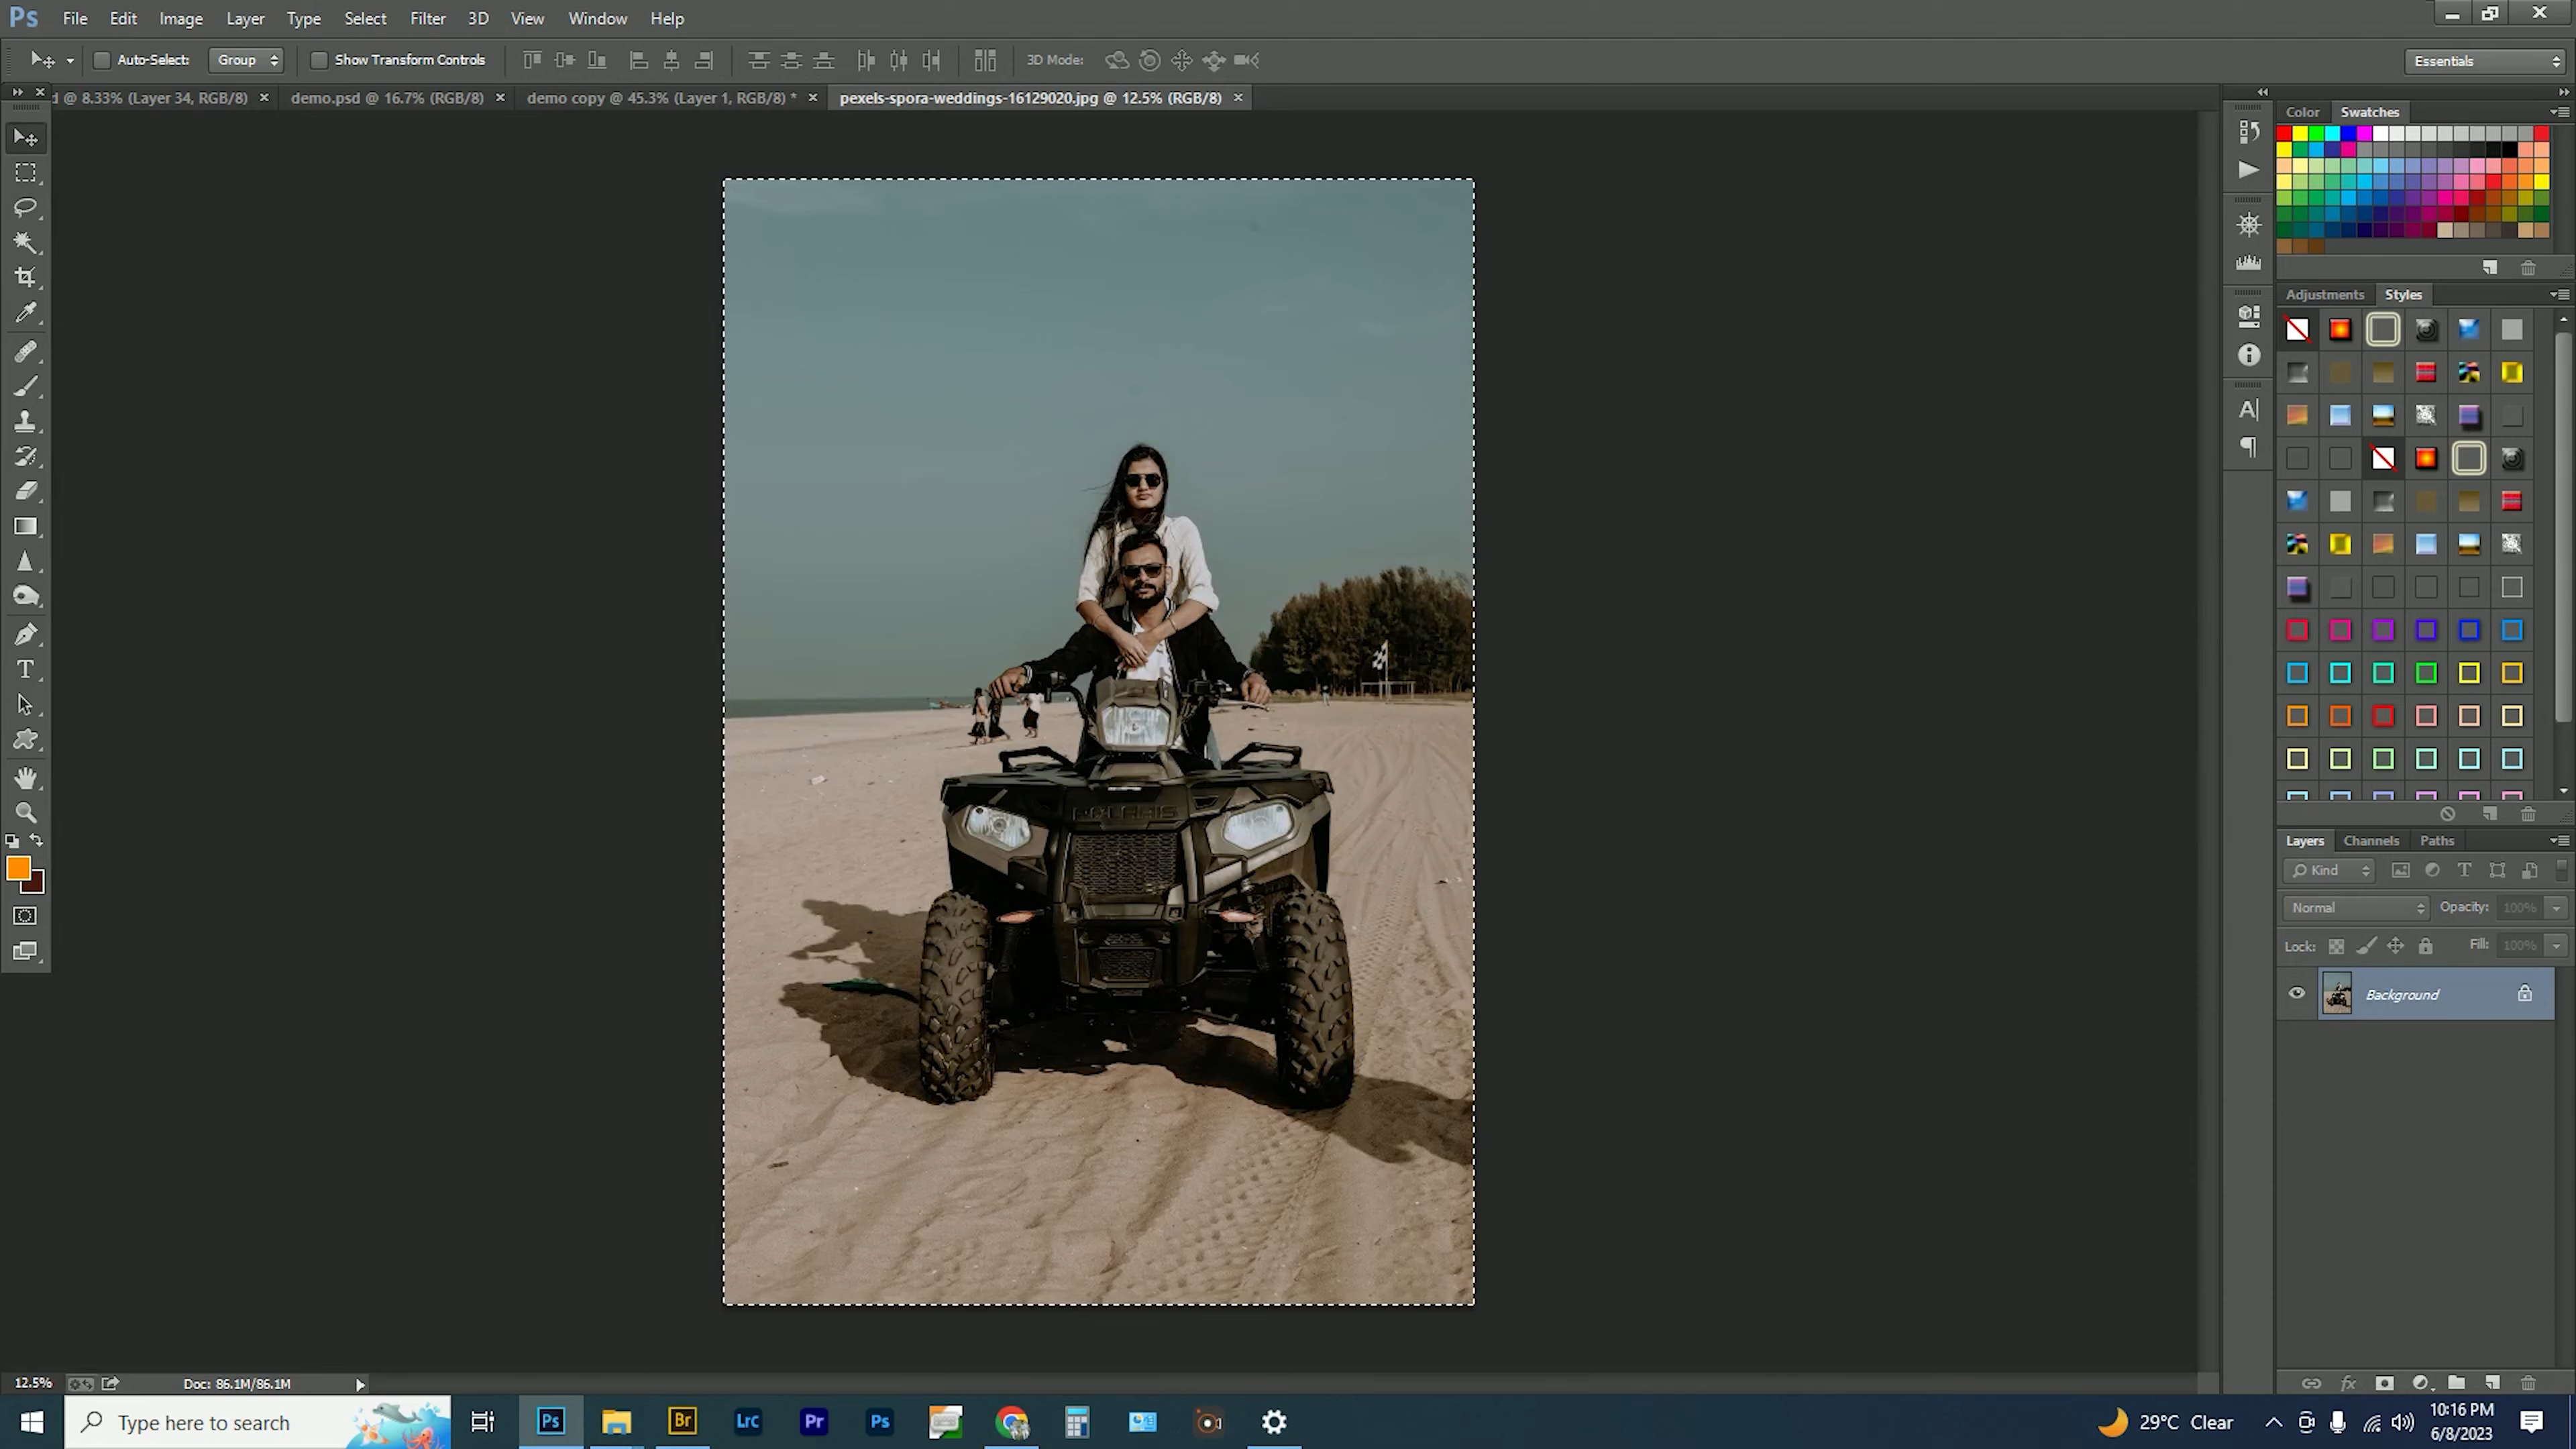 Ps File Edit Image Layer Type Select Filter 3D View Window Help
Auto-Select: Group Show Transform Controls 3D Mode: Essentials
d @ 8.33% (Layer 34, RGB/8) × demo.psd @ 16.7% (RGB/8) × demo copy @ 45.3% (Layer 1, RGB/8) * × pexels-spora-weddings-16129020.jpg @ 12.5% (RGB/8) ×
Color Swatches
Adjustments Styles
POLARIS
Layers Channels Paths
Kind
Normal Opacity: 100%
Lock: Fill: 100%
Background
12.5% Doc: 86.1M/86.1M
Type here to search Ps Br Lrc Pr Ps 29°C Clear 10:16 PM
6/8/2023